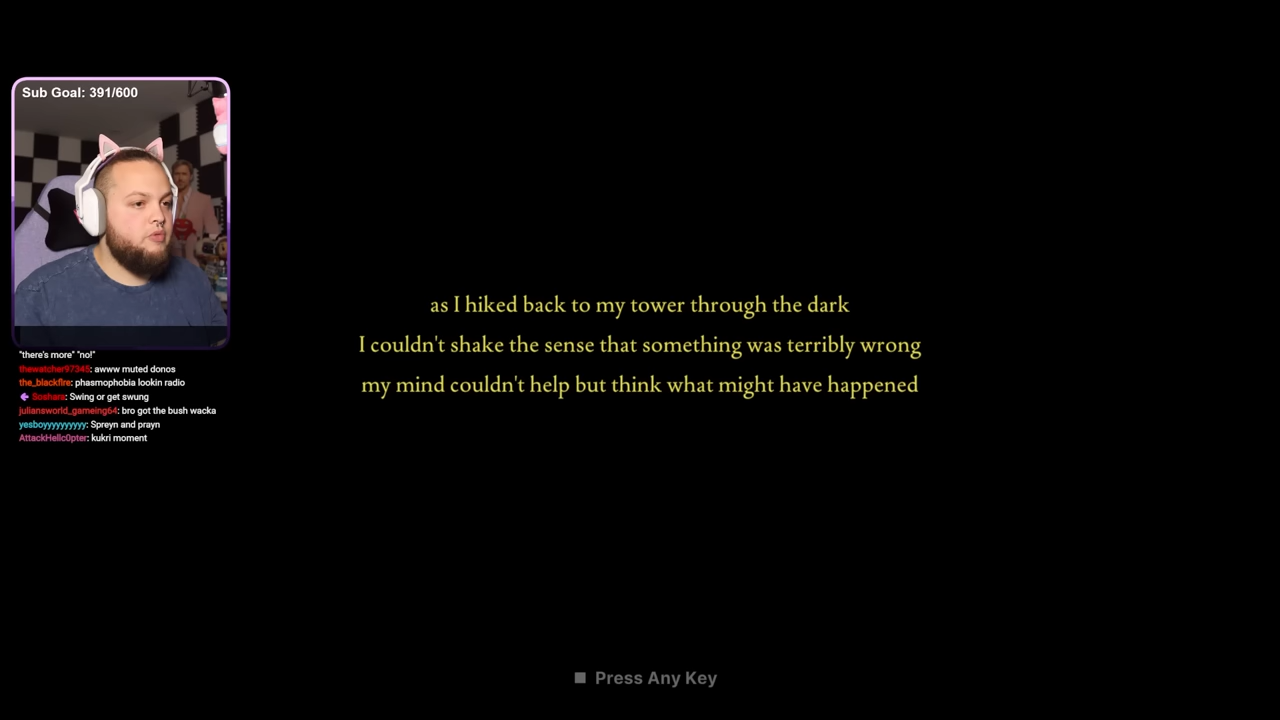 Sub Goal: 391/600
"there's more" "no!"
thewatcher97345: awww muted donos
the_blackfire: phasmophobia lookin radio
Soshara: Swing or get swung
juliansworld_gameing64: bro got the bush wacka
yesboyyyyyyyyyy: Spreyn and prayn
AttackHelic0pter: kukri moment
as I hiked back to my tower through the dark
I couldn't shake the sense that something was terribly wrong
my mind couldn't help but think what might have happened
Press Any Key